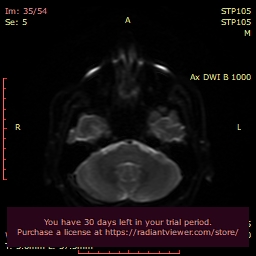 Im: 35/54
Se: 5
A
STP105
STP105
M
Ax DWI B 1000
R
L
You have 30 days left in your trial period.
Purchase a license at https://radiantviewer.com/store/